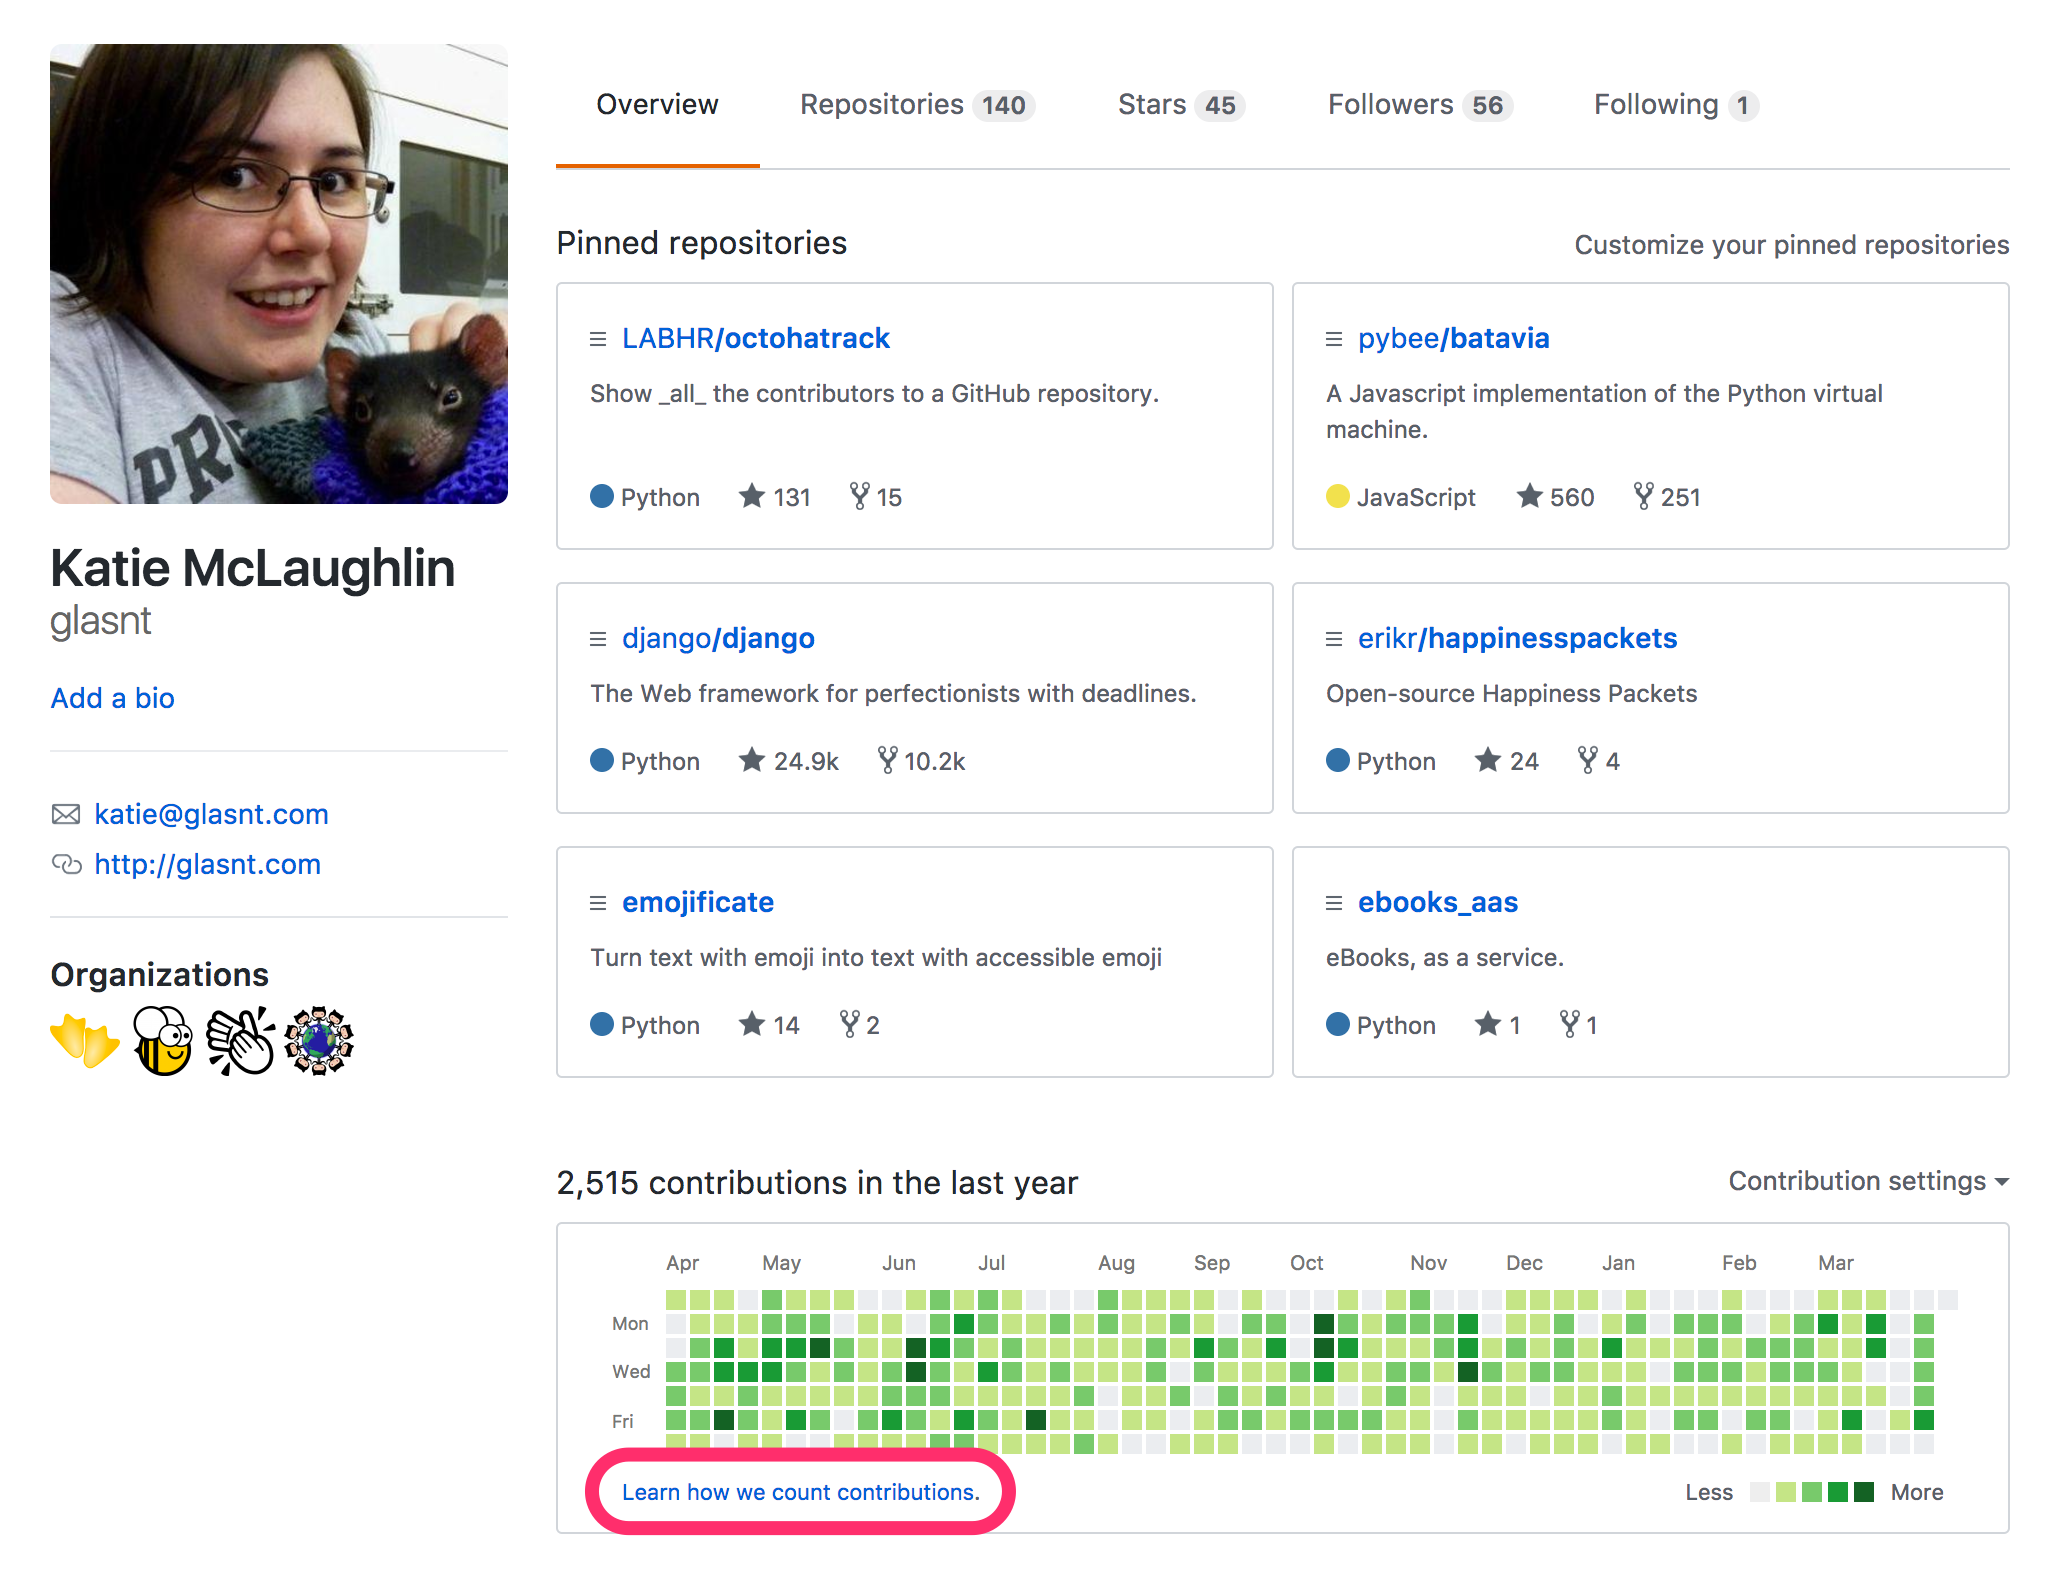 Overview
Repositories 140
Stars 45
Followers 56
Following 1
PR
Katie McLaughlin
glasnt
Add a bio
katie@glasnt.com
http://glasnt.com
Organizations
Pinned repositories
Customize your pinned repositories
LABHR/octohatrack
Show _all_ the contributors to a GitHub repository.
Python 131 15
pybee/batavia
A Javascript implementation of the Python virtual
machine.
JavaScript 560 251
django/django
The Web framework for perfectionists with deadlines.
Python 24.9k 10.2k
erikr/happinesspackets
Open-source Happiness Packets
Python 24 4
emojificate
Turn text with emoji into text with accessible emoji
Python 14 2
ebooks_aas
eBooks, as a service.
Python 1 1
2,515 contributions in the last year
Contribution settings
Apr May Jun Jul Aug Sep Oct Nov Dec Jan Feb Mar
Mon
Wed
Fri
Learn how we count contributions.
Less More